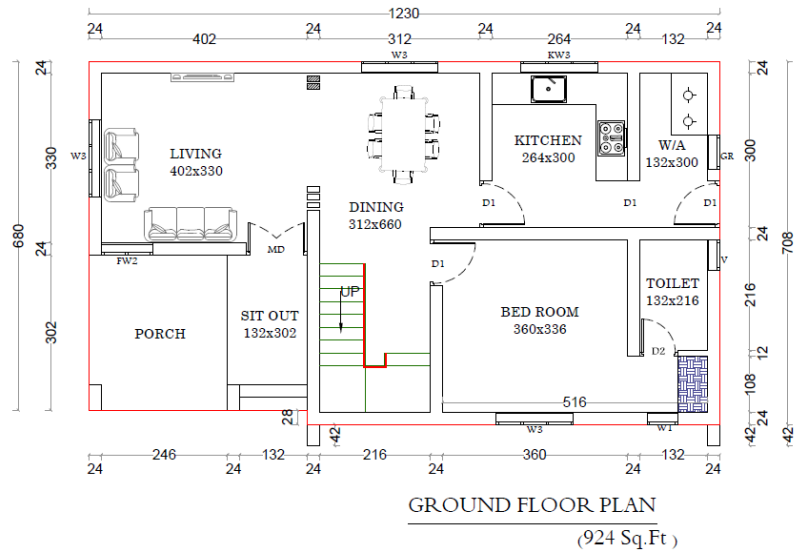 1230
24 402 24 312 24 264 24 132 24
W3 KW3
24 24
330 300
W3 LIVING KITCHEN W/A GR
402x330 264x300 132x300
DINING D1 D1 D1
312x660
680 708
24 MD 24
FW2 D1 V
UP TOILET
132x216
216
SIT OUT BED ROOM
PORCH 132x302 360x336
302 D2 12
108
516
28 24
42 W3 W1 42 42
24 246 24 132 24 216 24 360 24 132 24
GROUND FLOOR PLAN
(924 Sq.Ft )